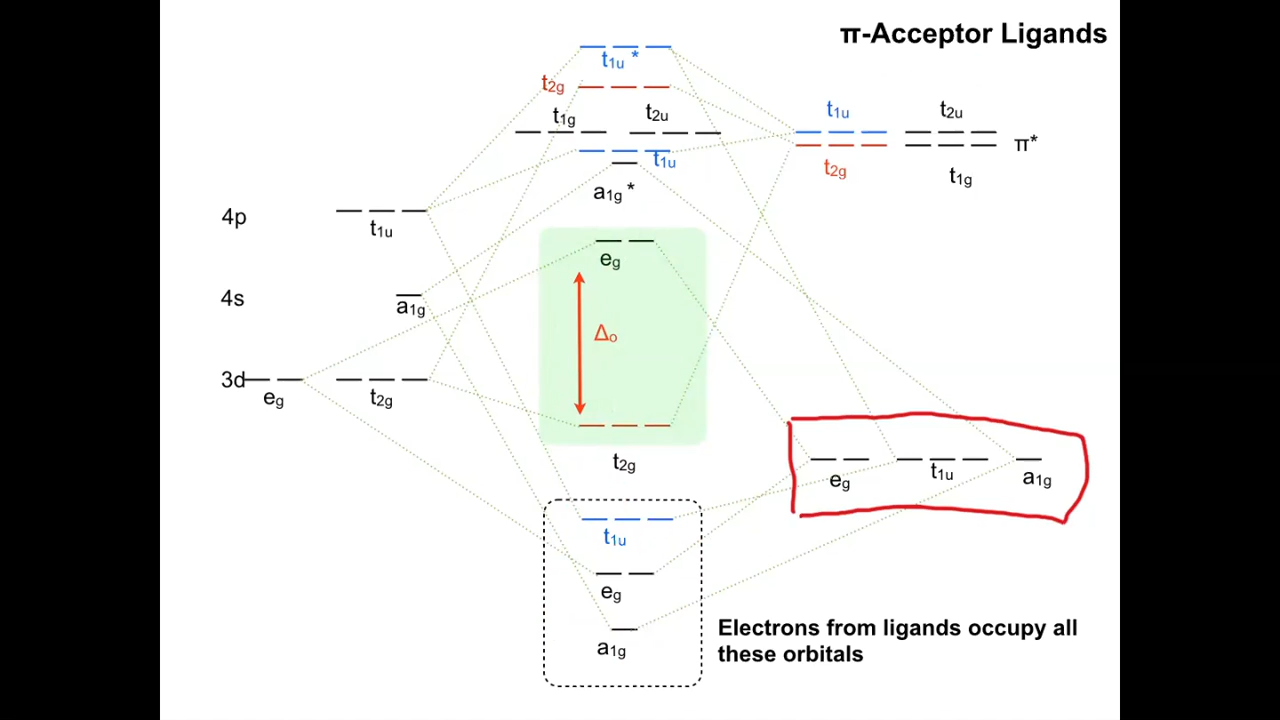 π-Acceptor Ligands
t1u *
t2g
t1g
t2u
t1u
t2u
π*
t1u
t2g
t1g
a1g *
4p
t1u
eg
4s
a1g
Δo
3d
eg
t2g
t2g
eg
t1u
a1g
t1u
eg
Electrons from ligands occupy all
these orbitals
a1g